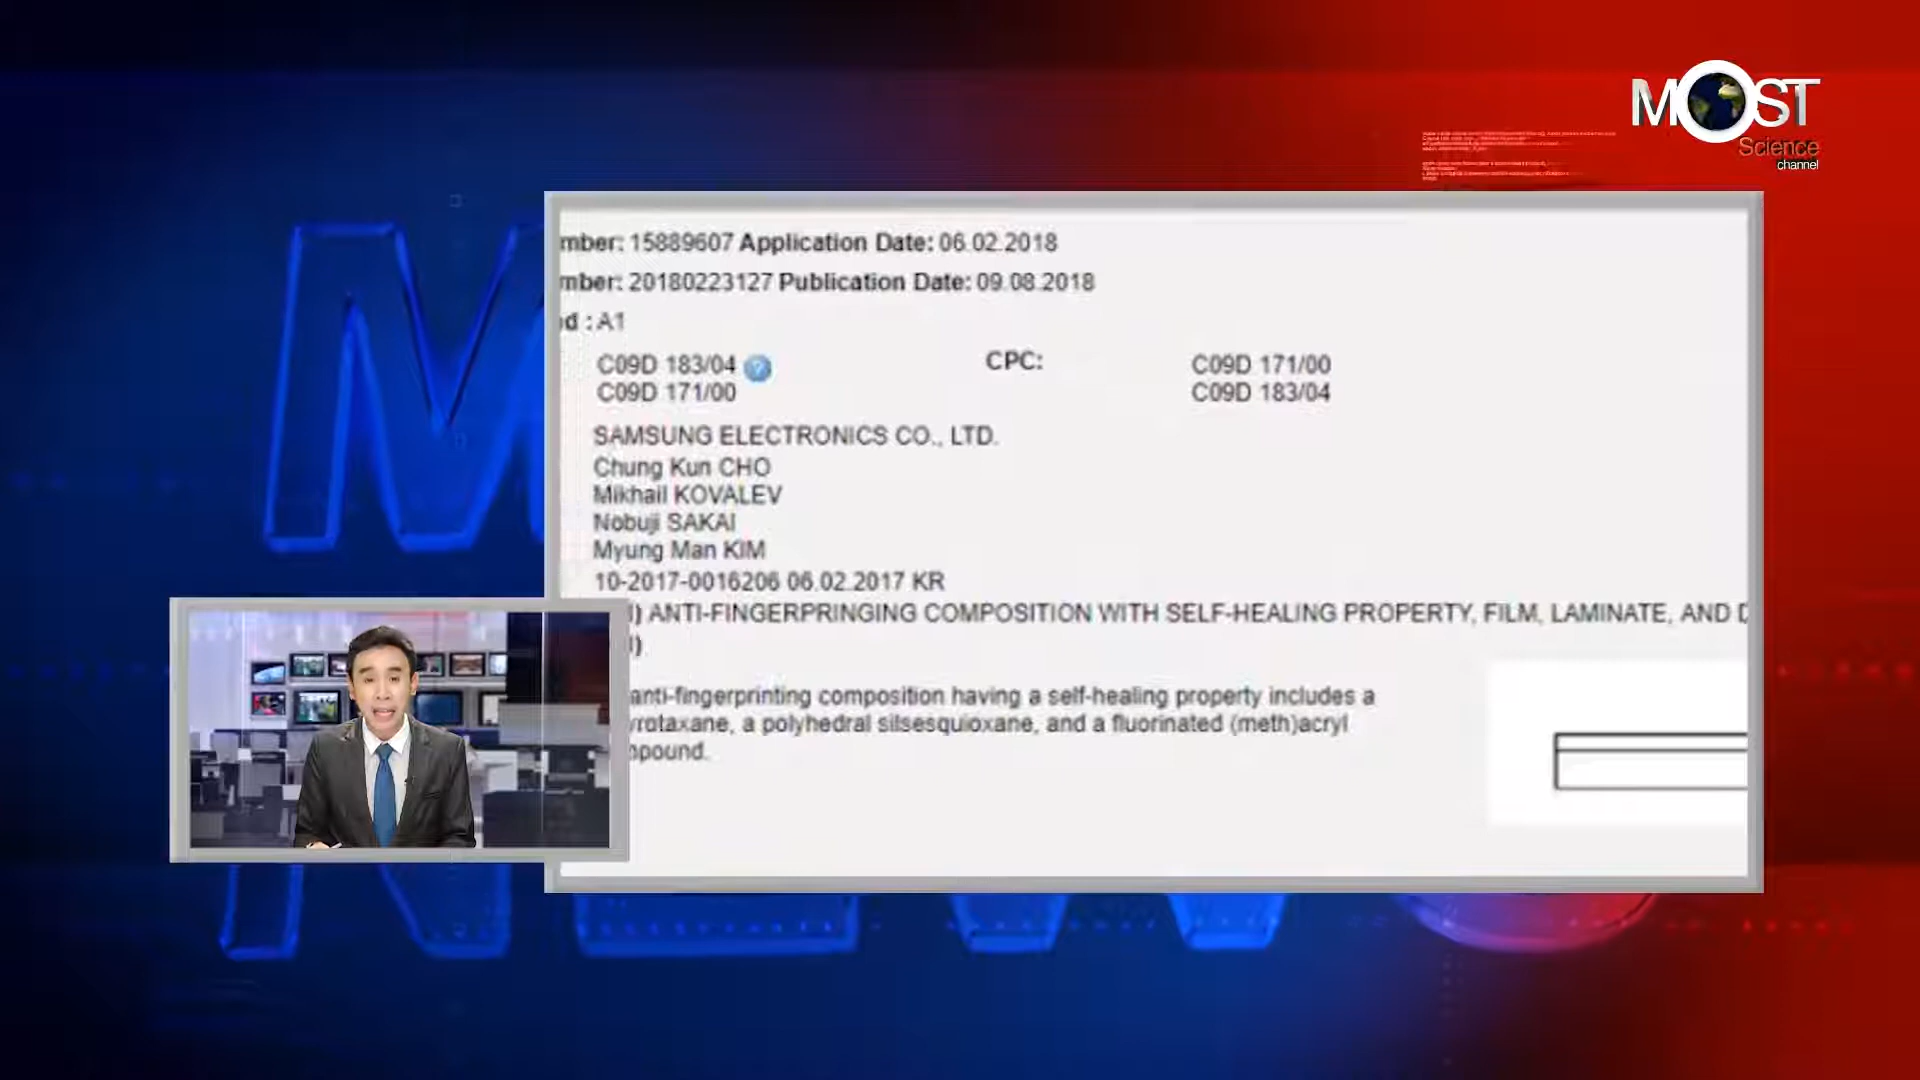 MOST
Science
channel
mber: 15889607 Application Date: 06.02.2018
mber: 20180223127 Publication Date: 09.08.2018
d : A1
C09D 183/04 CPC: C09D 171/00
C09D 171/00 C09D 183/04
SAMSUNG ELECTRONICS CO., LTD.
Chung Kun CHO
Mikhail KOVALEV
Nobuji SAKAI
Myung Man KIM
10-2017-0016206 06.02.2017 KR
) ANTI-FINGERPRINGING COMPOSITION WITH SELF-HEALING PROPERTY, FILM, LAMINATE, AND D
)
anti-fingerprinting composition having a self-healing property includes a
yrotaxane, a polyhedral silsesquioxane, and a fluorinated (meth)acryl
pound.